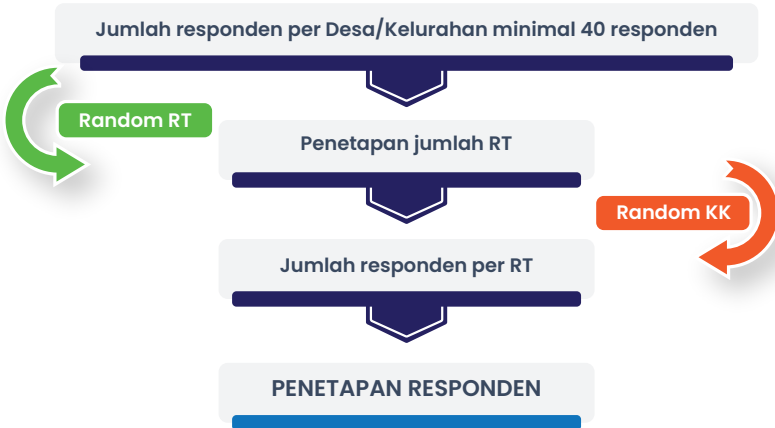 Jumlah responden per Desa/Kelurahan minimal 40 responden
Random RT
Penetapan jumlah RT
Random KK
Jumlah responden per RT
PENETAPAN RESPONDEN